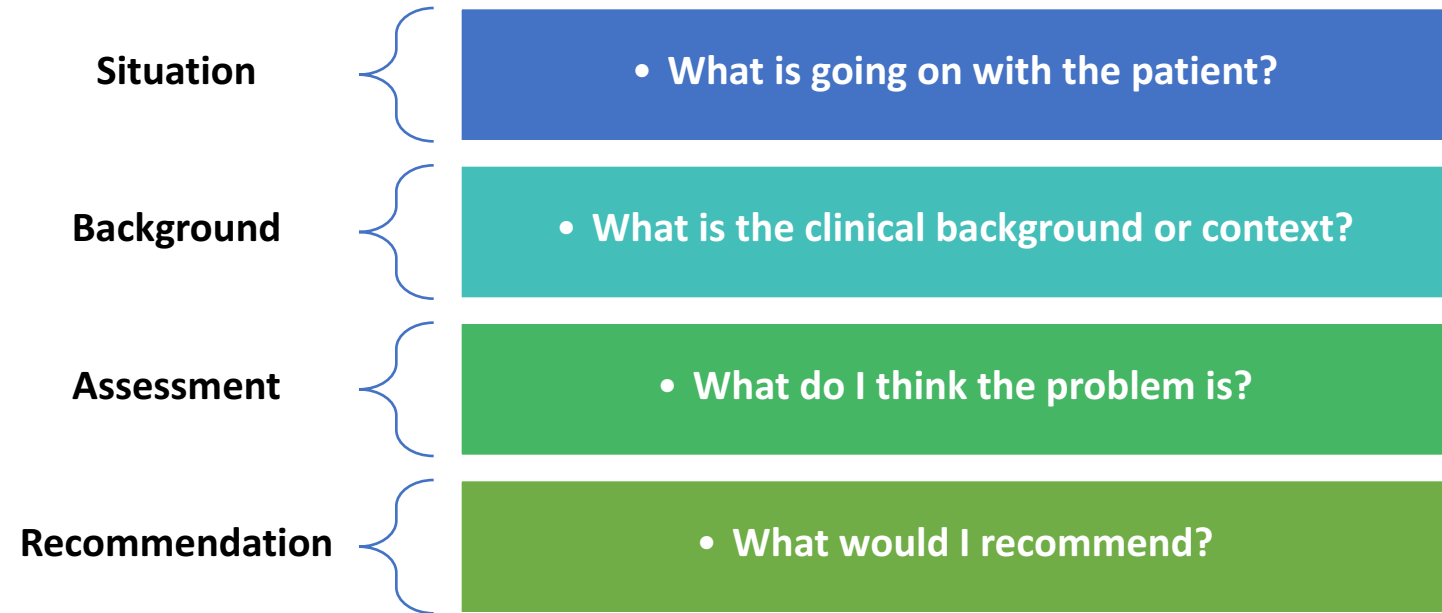 Situation
• What is going on with the patient?
Background
• What is the clinical background or context?
Assessment
• What do I think the problem is?
Recommendation
• What would I recommend?